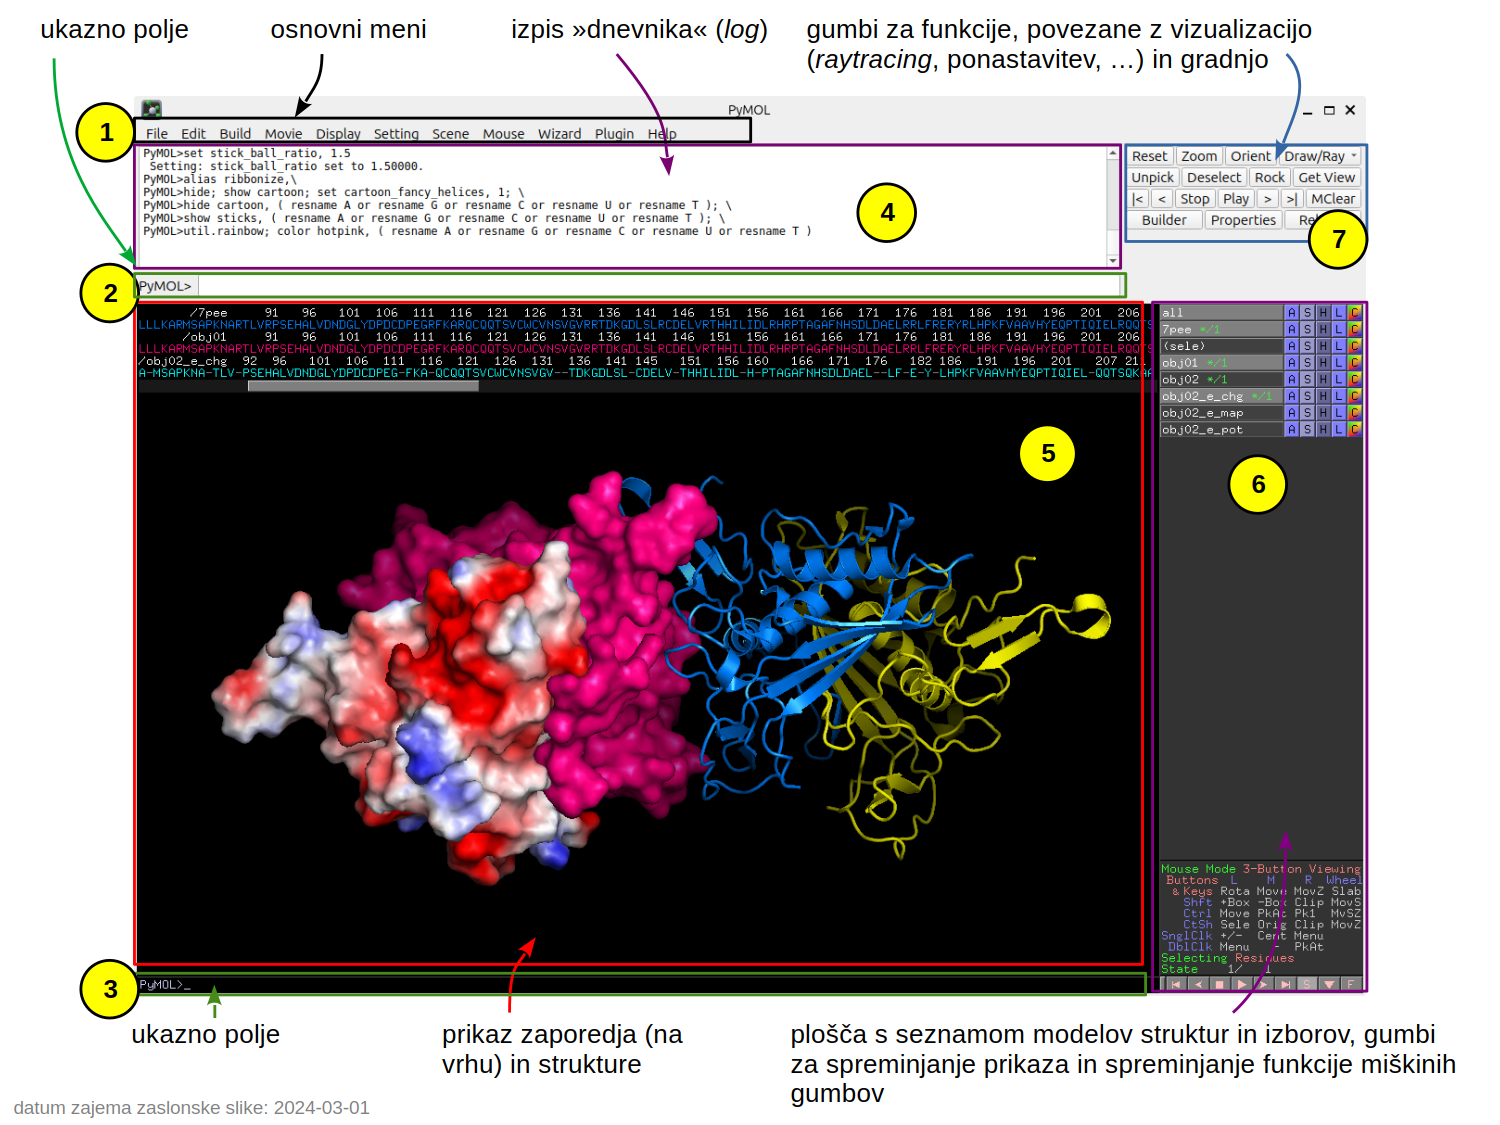 ukazno polje
osnovni meni
izpis »dnevnika« (log)
gumbi za funkcije, povezane z vizualizacijo
(raytracing, ponastavitev, …) in gradnjo
PyMOL
1
File Edit Build Movie Display Setting Scene Mouse Wizard Plugin Help
PyMOL>set stick_ball_ratio, 1.5
Setting: stick_ball_ratio set to 1.50000.
PyMOL>alias ribbonize,\
PyMOL>hide; show cartoon; set cartoon_fancy_helices, 1; \
PyMOL>hide cartoon, ( resname A or resname G or resname C or resname U or resname T ); \
PyMOL>show sticks, ( resname A or resname G or resname C or resname U or resname T ); \
PyMOL>util.rainbow; color hotpink, ( resname A or resname G or resname C or resname U or resname T )
4
Reset Zoom Orient Draw/Ray
Unpick Deselect Rock Get View
|< < Stop Play > >| MClear
Builder Properties
7
2
PyMOL>
/7pee 91 96 101 106 111 116 121 126 131 136 141 146 151 156 161 166 171 176 181 186 191 196 201 206
LLLKARMSAPKNARTLVRPSEHALVDNDGLYDPDCDPEGRFKARQCQQTSVCWCVNSVGVRRTDKGDLSLRCDELVRTHHILIDLRHRPTAGAFNHSDLDAELRRLFRERYRLHPKFVAAVHYEQPTIQIELRQQTS
/obj01 91 96 101 106 111 116 121 126 131 136 141 146 151 156 161 166 171 176 181 186 191 196 201 206
LLLKARMSAPKNARTLVRPSEHALVDNDGLYDPDCDPEGRFKARQCQQTSVCWCVNSVGVRRTDKGDLSLRCDELVRTHHILIDLRHRPTAGAFNHSDLDAELRRLFRERYRLHPKFVAAVHYEQPTIQIELRQQTS
/obj02_e_chg 92 96 101 106 111 116 121 126 131 136 141 145 151 156 160 166 171 176 182 186 191 196 207 21
A-MSAPKNA-TLV-PSEHALVDNDGLYDPDCDPEG-FKA-QCQQTSVCWCVNSVGV--TDKGDLSL-CDELV-THHILIDL-H-PTAGAFNHSDLDAEL--LF-E-Y-LHPKFVAAVHYEQPTIQIEL-QQTSQKAA
all A S H L C
7pee */1 A S H L C
(sele) A S H L C
obj01 */1 A S H L C
obj02 */1 A S H L C
obj02_e_chg */1 A S H L C
obj02_e_map A S H L C
obj02_e_pot A S H L C
5
6
Mouse Mode 3-Button Viewing
Buttons L M R Wheel
& Keys Rota Move MovZ Slab
Shft +Box -Box Clip MovS
Ctrl Move PkAt Pk1 MvSZ
CtSh Sele Orig Clip MovZ
SnglClk +/- Cent Menu
DblClk Menu - PkAt
Selecting Residues
State 1/ 1
S F
3
PyMOL>_
ukazno polje
prikaz zaporedja (na
vrhu) in strukture
plošča s seznamom modelov struktur in izborov, gumbi
za spreminjanje prikaza in spreminjanje funkcije miškinih
gumbov
datum zajema zaslonske slike: 2024-03-01